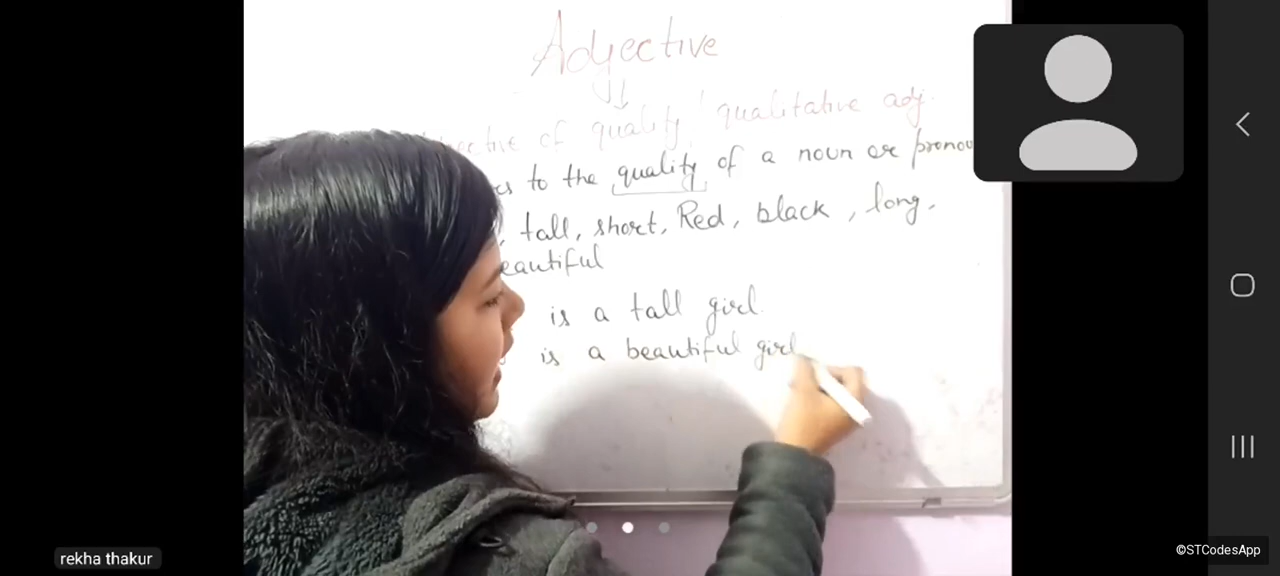 Adjective
of quality / qualitative adj.
to the quality of a noun or
, tall, short, Red, black, long,
is a tall girl.
is a beautiful girl
rekha thakur
©STCodesApp